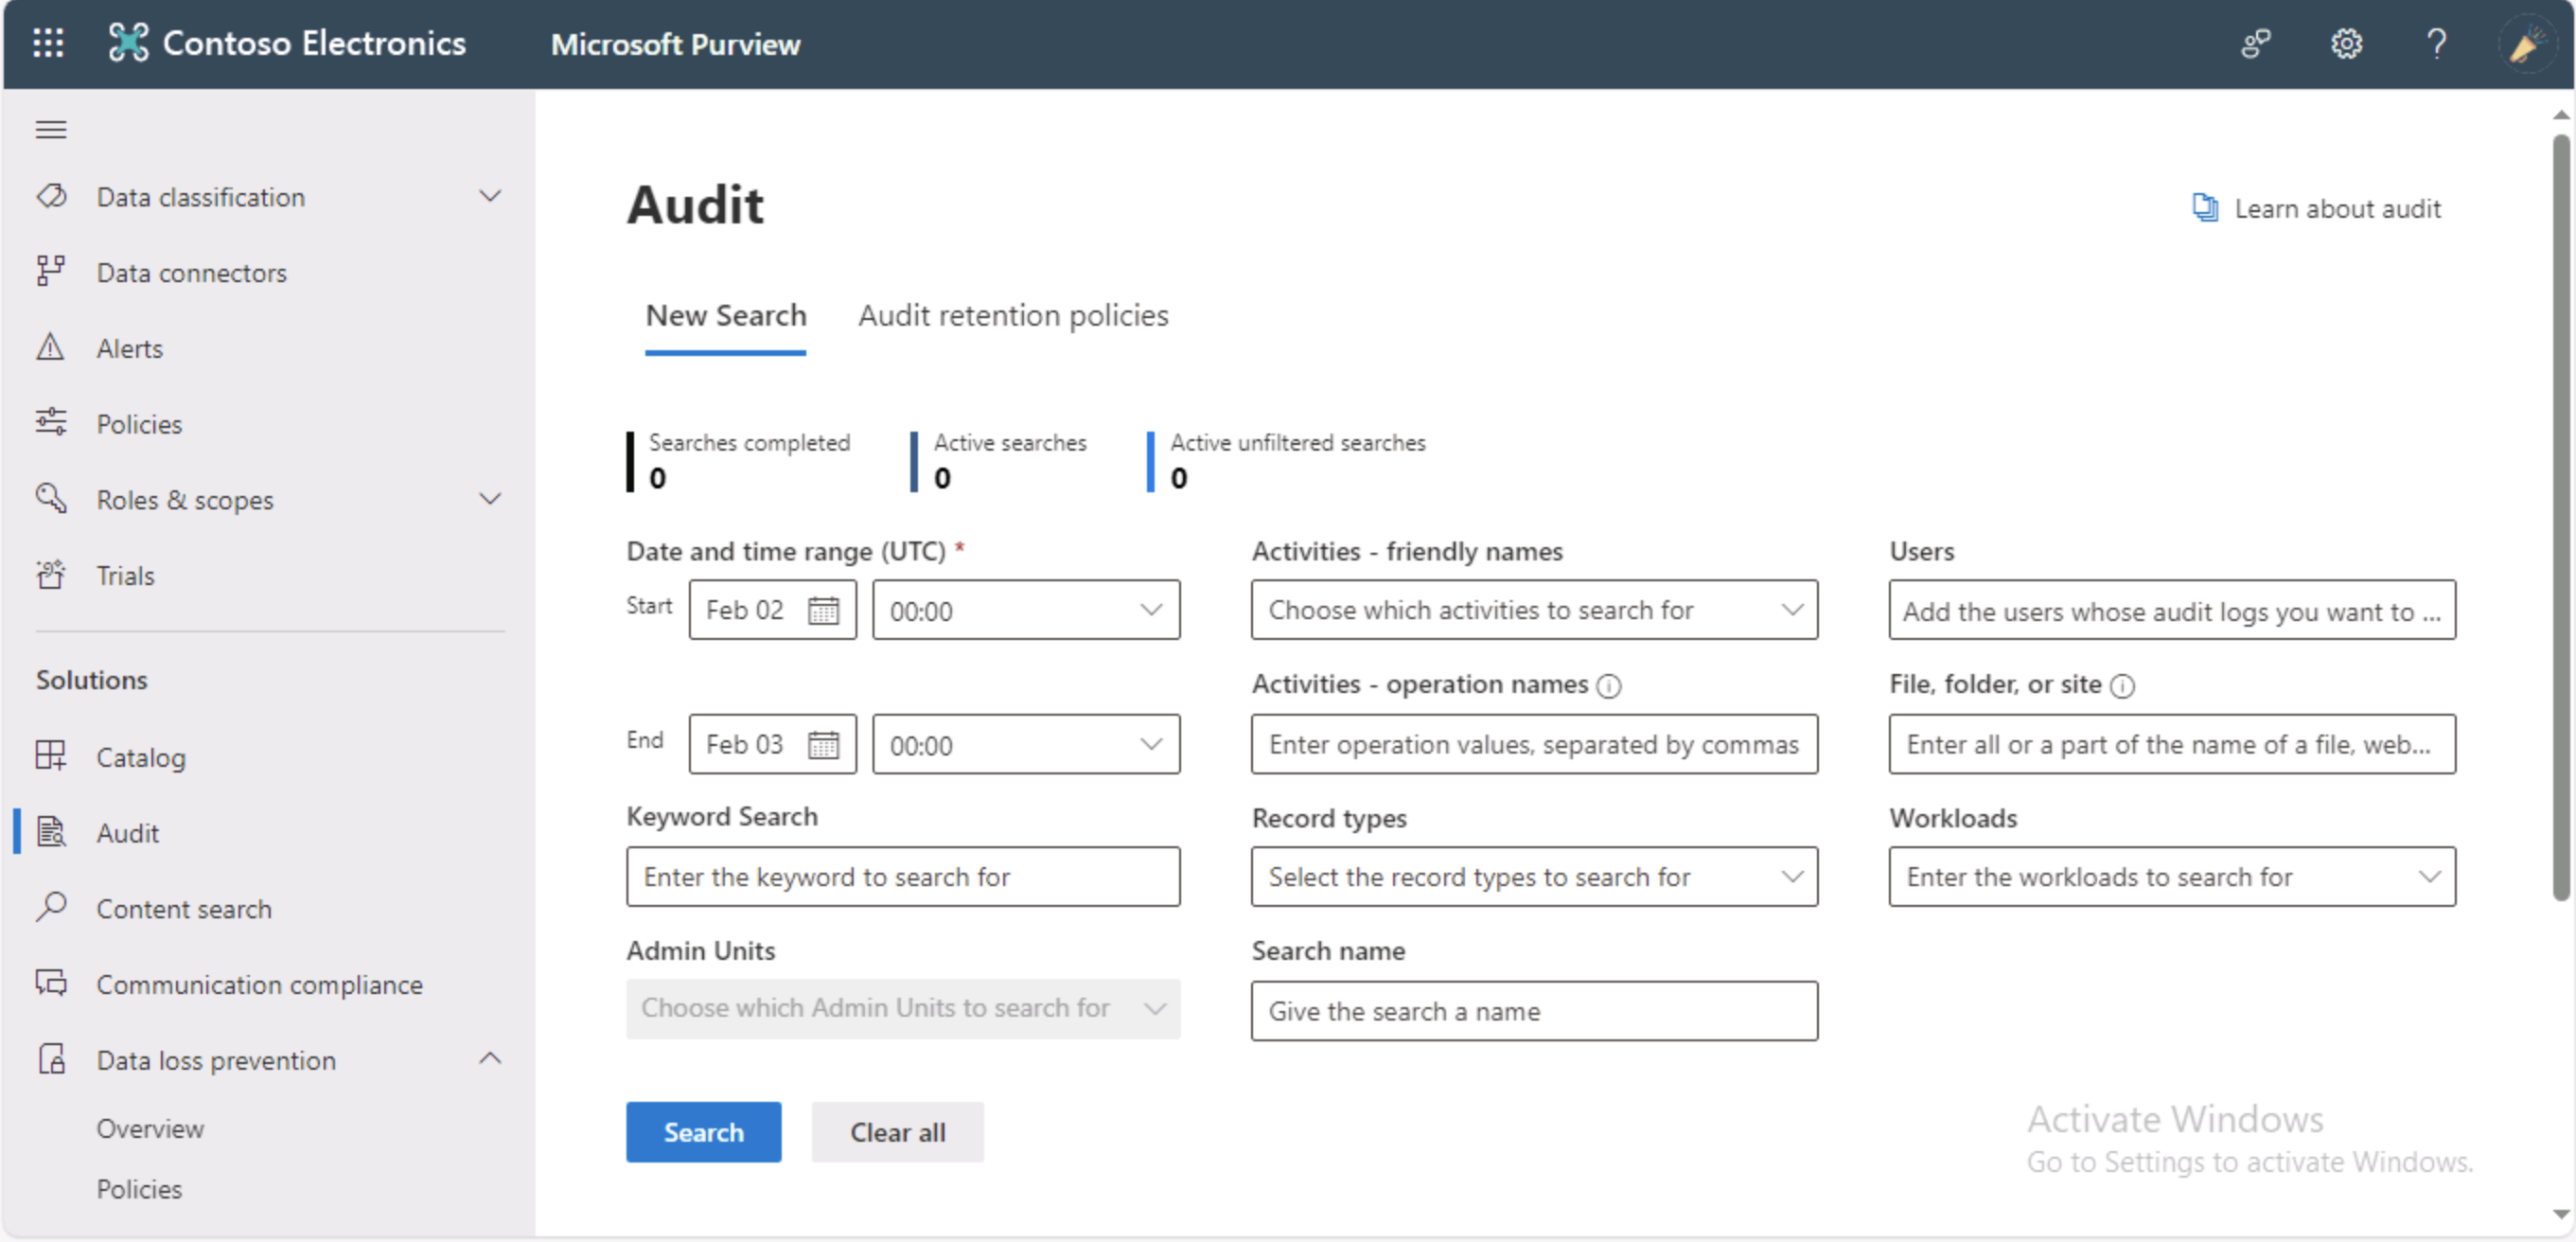 Contoso Electronics
Microsoft Purview
Data classification
Data connectors
Alerts
Policies
Roles & scopes
Trials
Solutions
Catalog
Audit
Content search
Communication compliance
Data loss prevention
Overview
Policies
Audit
Learn about audit
New Search
Audit retention policies
Searches completed
0
Active searches
0
Active unfiltered searches
0
Date and time range (UTC) *
Start
Feb 02
00:00
End
Feb 03
00:00
Keyword Search
Enter the keyword to search for
Admin Units
Choose which Admin Units to search for
Activities - friendly names
Choose which activities to search for
Activities - operation names
Enter operation values, separated by commas
Record types
Select the record types to search for
Search name
Give the search a name
Users
Add the users whose audit logs you want to ...
File, folder, or site
Enter all or a part of the name of a file, web...
Workloads
Enter the workloads to search for
Search
Clear all
Activate Windows
Go to Settings to activate Windows.